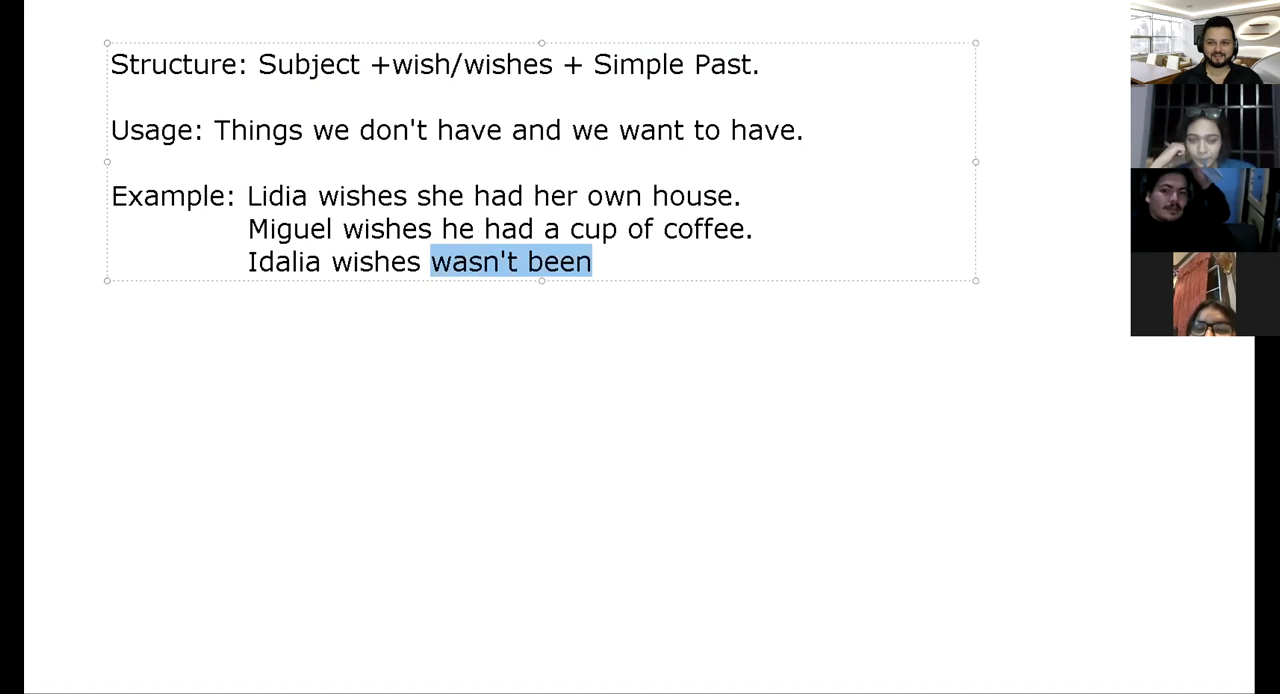 Structure: Subject +wish/wishes + Simple Past.
Usage: Things we don't have and we want to have.
Example: Lidia wishes she had her own house.
Miguel wishes he had a cup of coffee.
Idalia wishes wasn't been